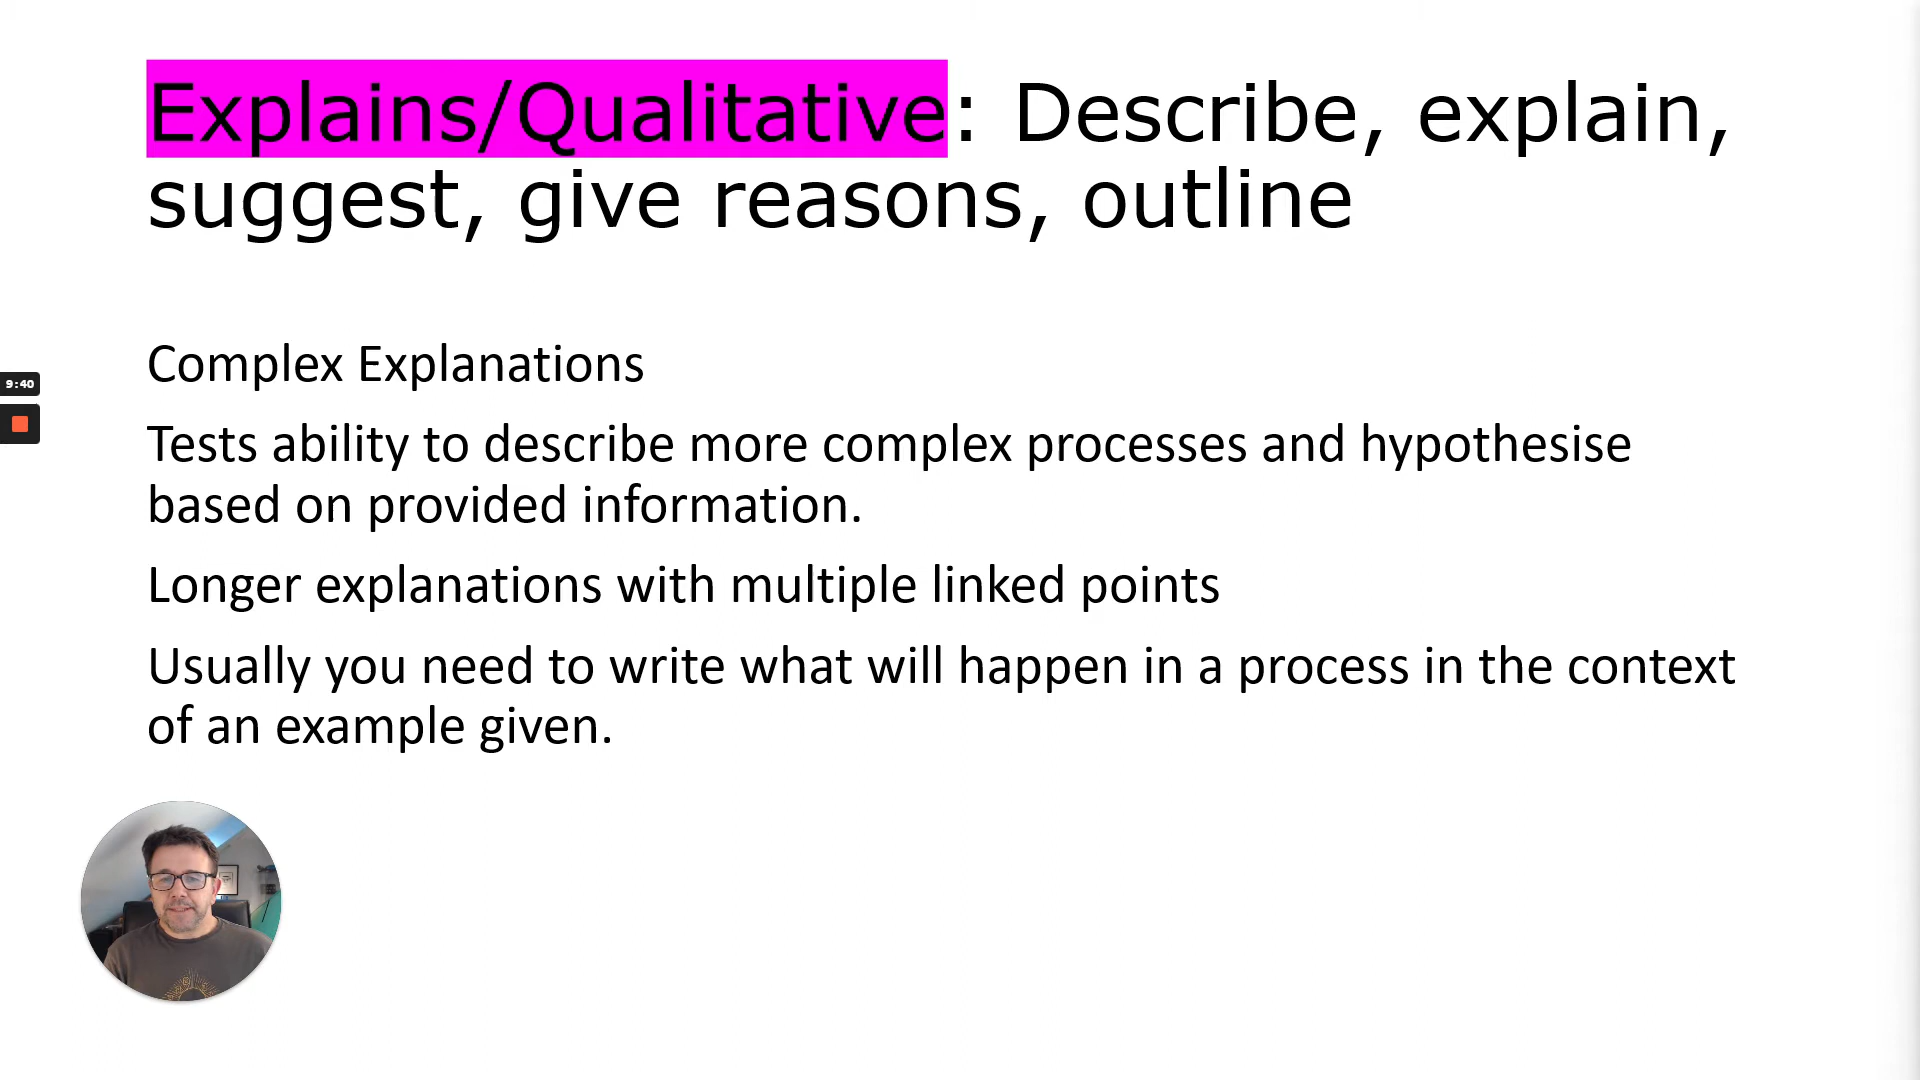 Explains/Qualitative: Describe, explain,
suggest, give reasons, outline
Complex Explanations
Tests ability to describe more complex processes and hypothesise
based on provided information.
Longer explanations with multiple linked points
Usually you need to write what will happen in a process in the context
of an example given.
9:40